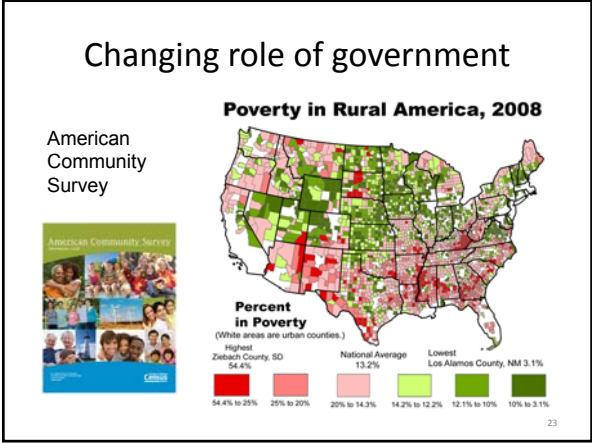 Changing role of government
American
Community
Survey
American Community Survey
Census
Poverty in Rural America, 2008
Percent
in Poverty
(White areas are urban counties.)
Highest
Ziebach County, SD
54.4%
National Average
13.2%
Lowest
Los Alamos County, NM 3.1%
54.4% to 25%
25% to 20%
20% to 14.3%
14.2% to 12.2%
12.1% to 10%
10% to 3.1%
23